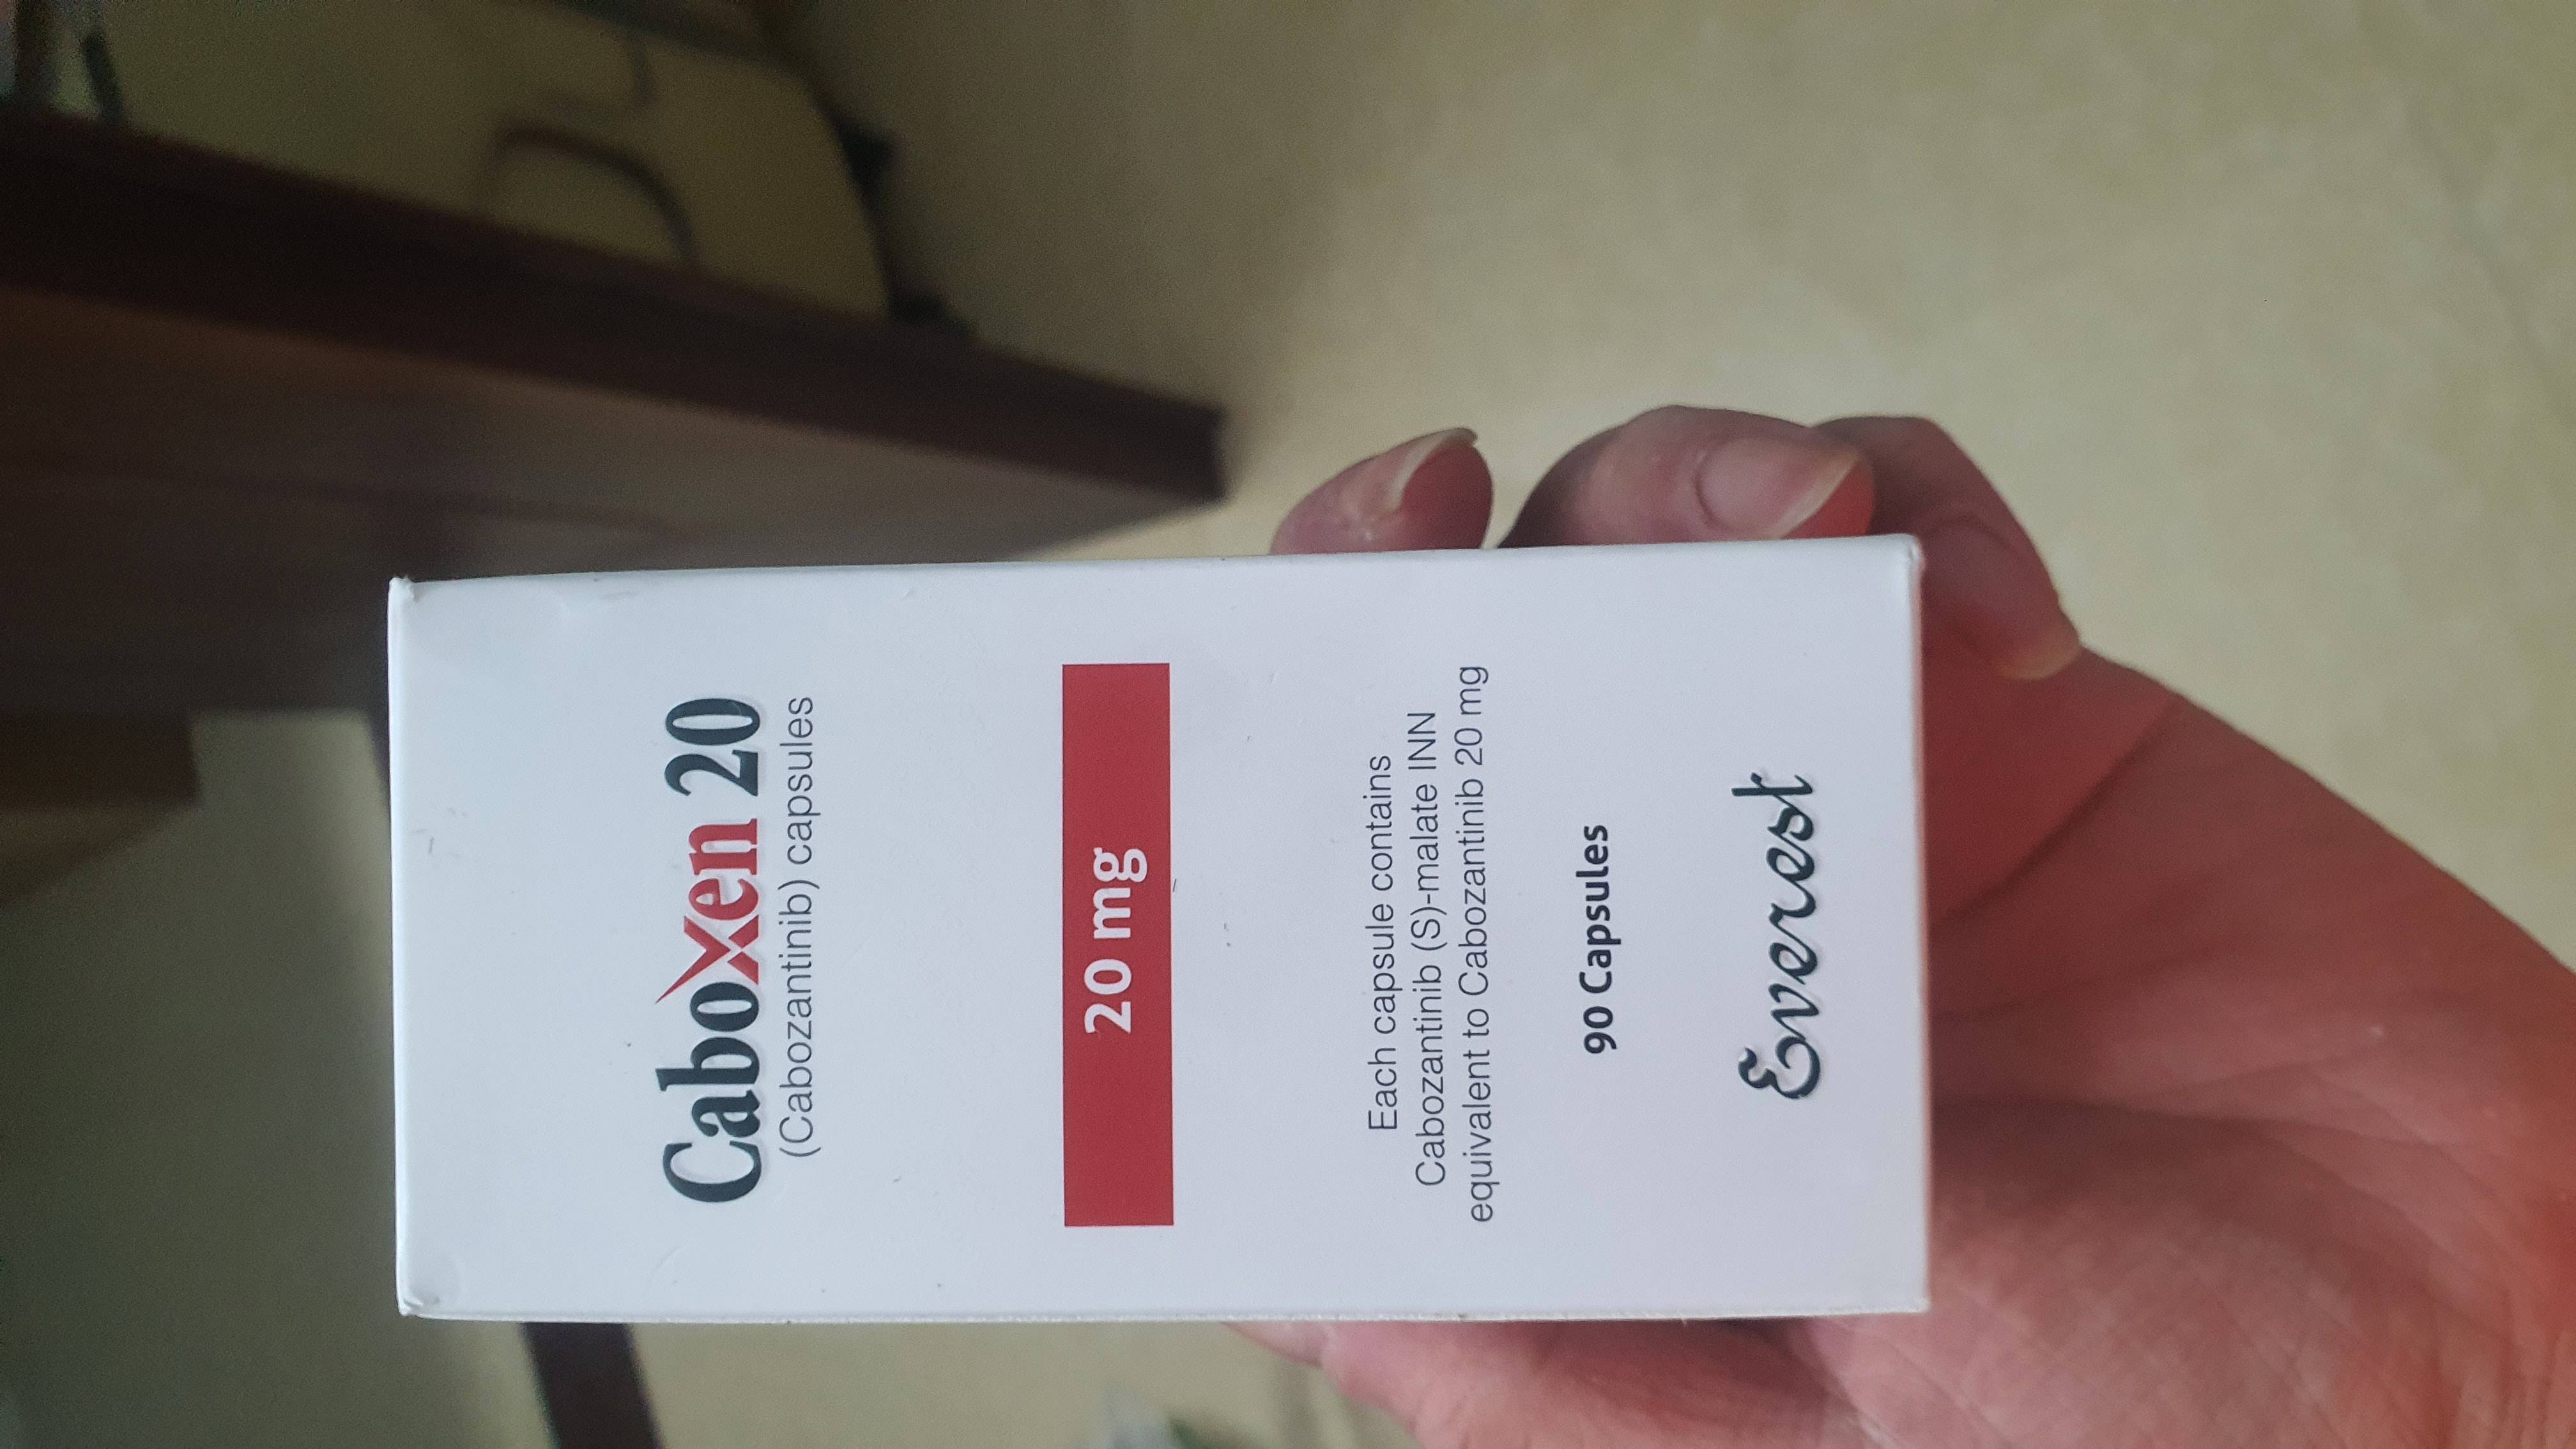 Caboxen 20
(Cabozantinib) capsules
20 mg
Each capsule contains
Cabozantinib (S)-malate INN
equivalent to Cabozantinib 20 mg
90 Capsules
Everest